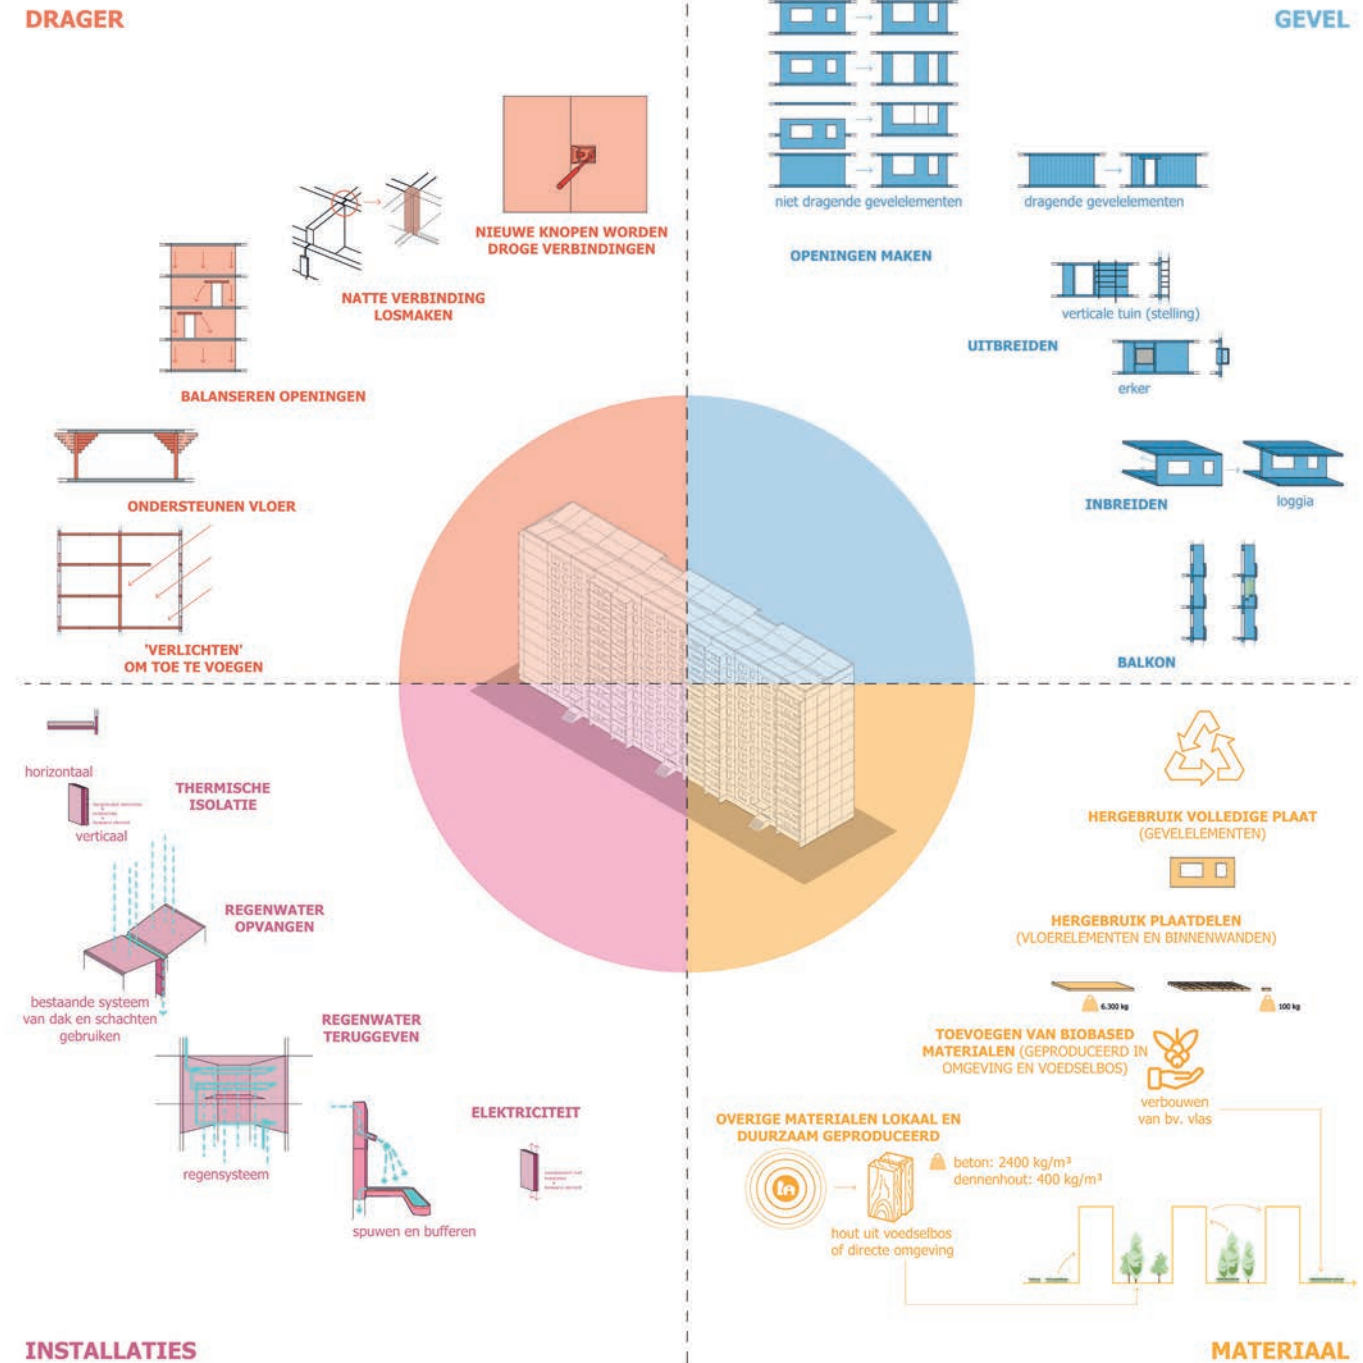 DRAGER
GEVEL
NIEUWE KNOPEN WORDEN
DROGE VERBINDINGEN
NATTE VERBINDING
LOSMAKEN
BALANSEREN OPENINGEN
ONDERSTEUNEN VLOER
'VERLICHTEN'
OM TOE TE VOEGEN
niet dragende gevelelementen
dragende gevelelementen
OPENINGEN MAKEN
verticale tuin (stelling)
UITBREIDEN
erker
INBREIDEN
loggia
BALKON
horizontaal
THERMISCHE
ISOLATIE
verticaal
REGENWATER
OPVANGEN
bestaande systeem
van dak en schachten
gebruiken
REGENWATER
TERUGGEVEN
regensysteem
ELEKTRICITEIT
spuwen en bufferen
INSTALLATIES
HERGEBRUIK VOLLEDIGE PLAAT
(GEVELELEMENTEN)
HERGEBRUIK PLAATDELEN
(VLOERELEMENTEN EN BINNENWANDEN)
6.300 kg
100 kg
TOEVOEGEN VAN BIOBASED
MATERIALEN (GEPRODUCEERD IN
OMGEVING EN VOEDSELBOS)
verbouwen
van bv. vlas
OVERIGE MATERIALEN LOKAAL EN
DUURZAAM GEPRODUCEERD
beton: 2400 kg/m³
dennenhout: 400 kg/m³
hout uit voedselbos
of directe omgeving
MATERIAAL